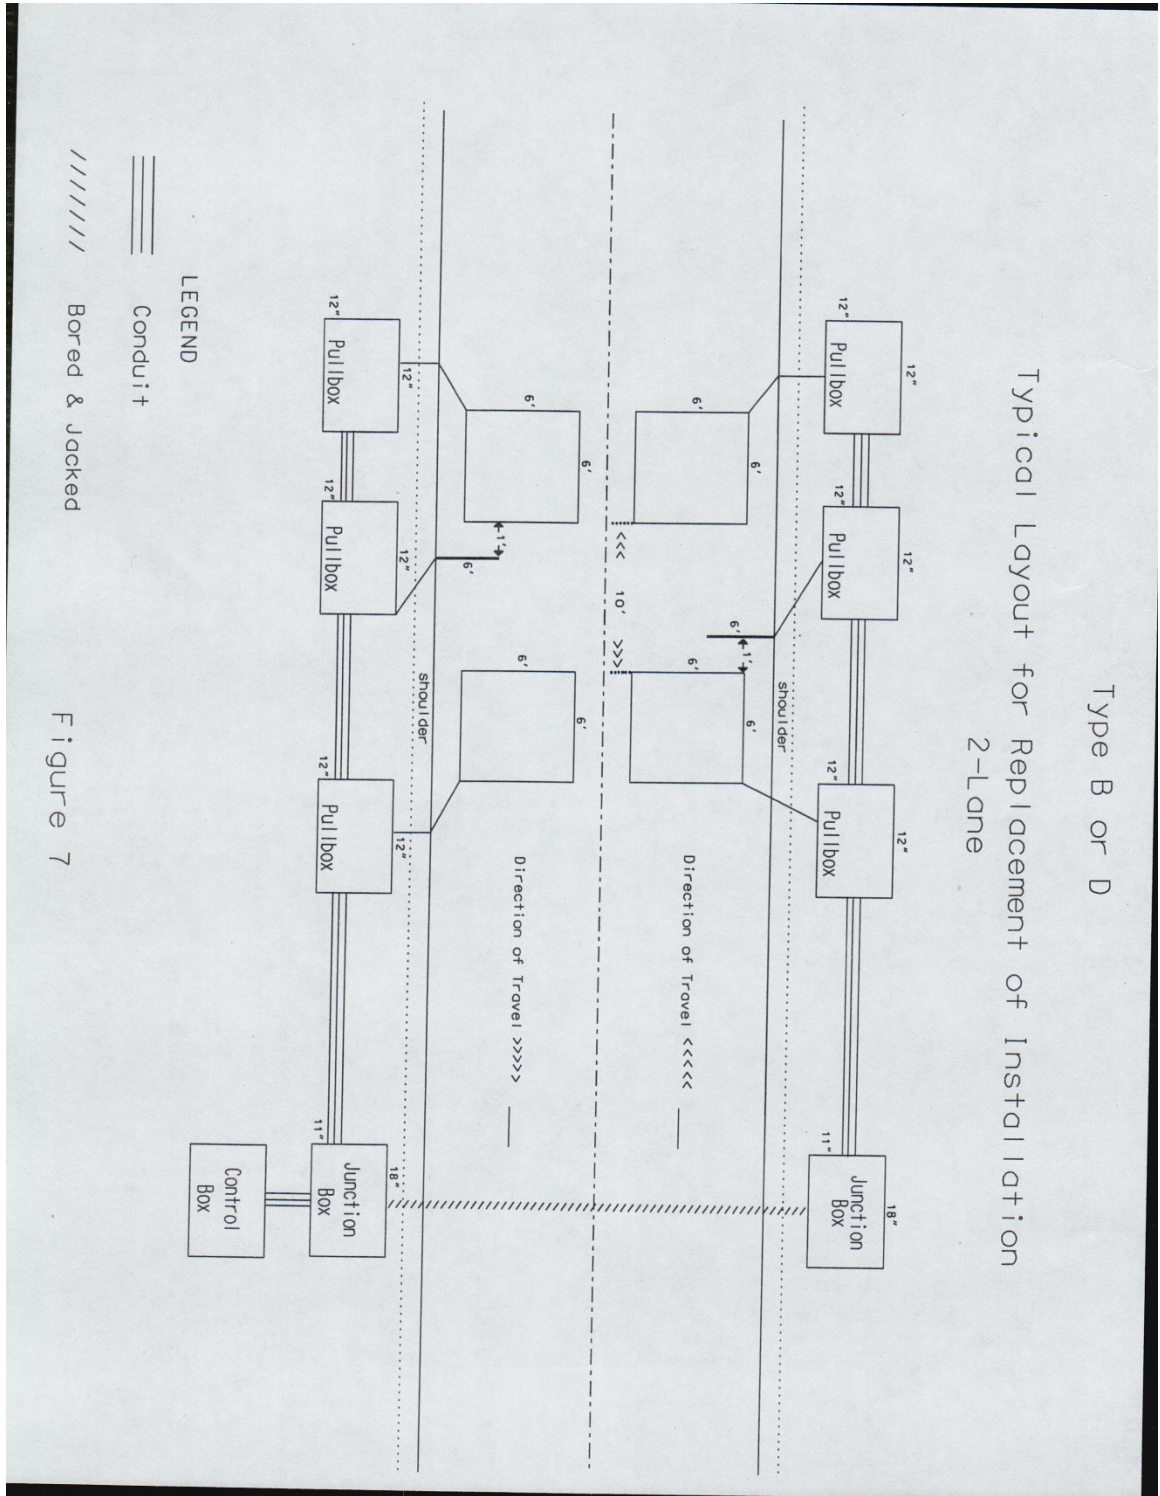 Type B or D
Typical Layout for Replacement of Installation
2-Lane
12"
12"
12"
18"
12"
12"
12"
11"
Pullbox
Pullbox
Pullbox
Junction
Box
shoulder
1'
6'
6'
6'
6'
6'
Direction of Travel <<<<<
<<< 10' >>>
6'
6'
6'
6'
Direction of Travel >>>>>
1'
6'
shoulder
12"
12"
12"
18"
12"
12"
12"
11"
Pullbox
Pullbox
Pullbox
Junction
Box
Control
Box
LEGEND
Conduit
Bored & Jacked
Figure 7